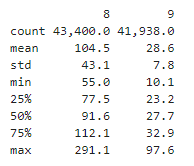 8 9
count 43,400.0 41,938.0
mean 104.5 28.6
std 43.1 7.8
min 55.0 10.1
25% 77.5 23.2
50% 91.6 27.7
75% 112.1 32.9
max 291.1 97.6